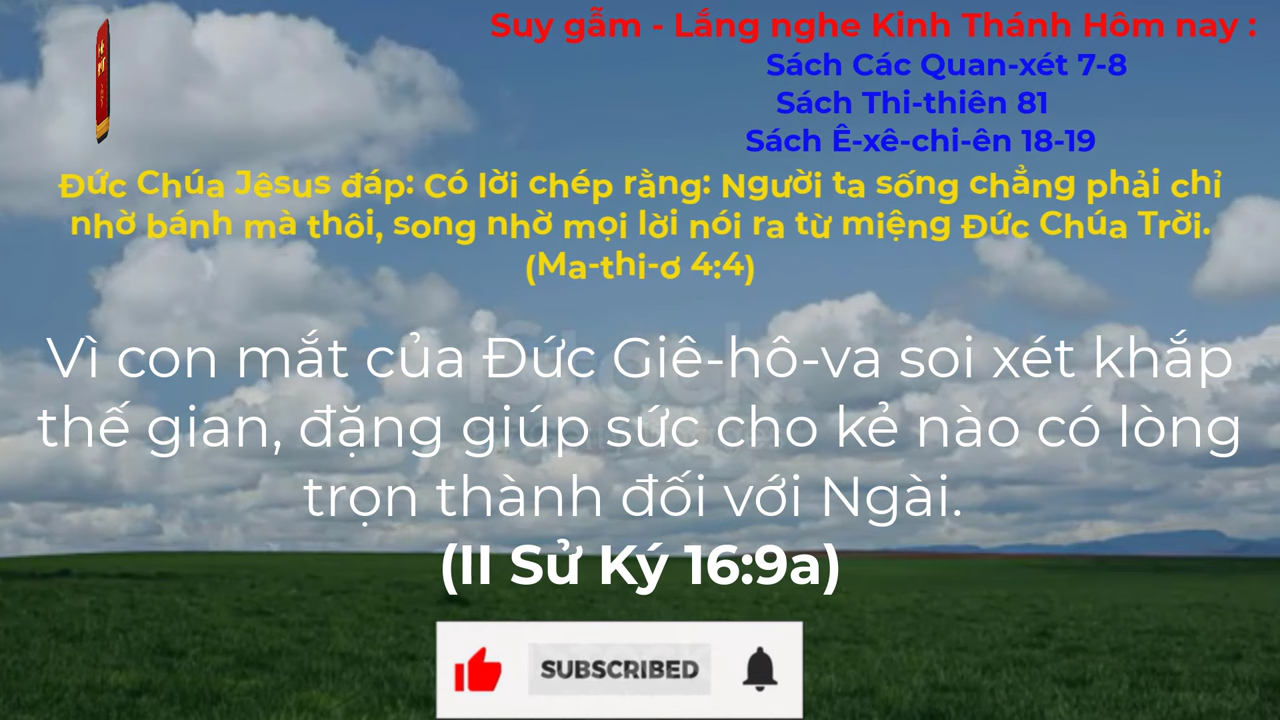 Suy gẫm - Lắng nghe Kinh Thánh Hôm nay :
Sách Các Quan-xét 7-8
Sách Thi-thiên 81
Sách Ê-xê-chi-ên 18-19
Đức Chúa Jêsus đáp: Có lời chép rằng: Người ta sống chẳng phải chỉ
nhờ bánh mà thôi, song nhờ mọi lời nói ra từ miệng Đức Chúa Trời.
(Ma-thi-ơ 4:4)
Vì con mắt của Đức Giê-hô-va soi xét khắp
thế gian, đặng giúp sức cho kẻ nào có lòng
trọn thành đối với Ngài.
(II Sử Ký 16:9a)
SUBSCRIBED